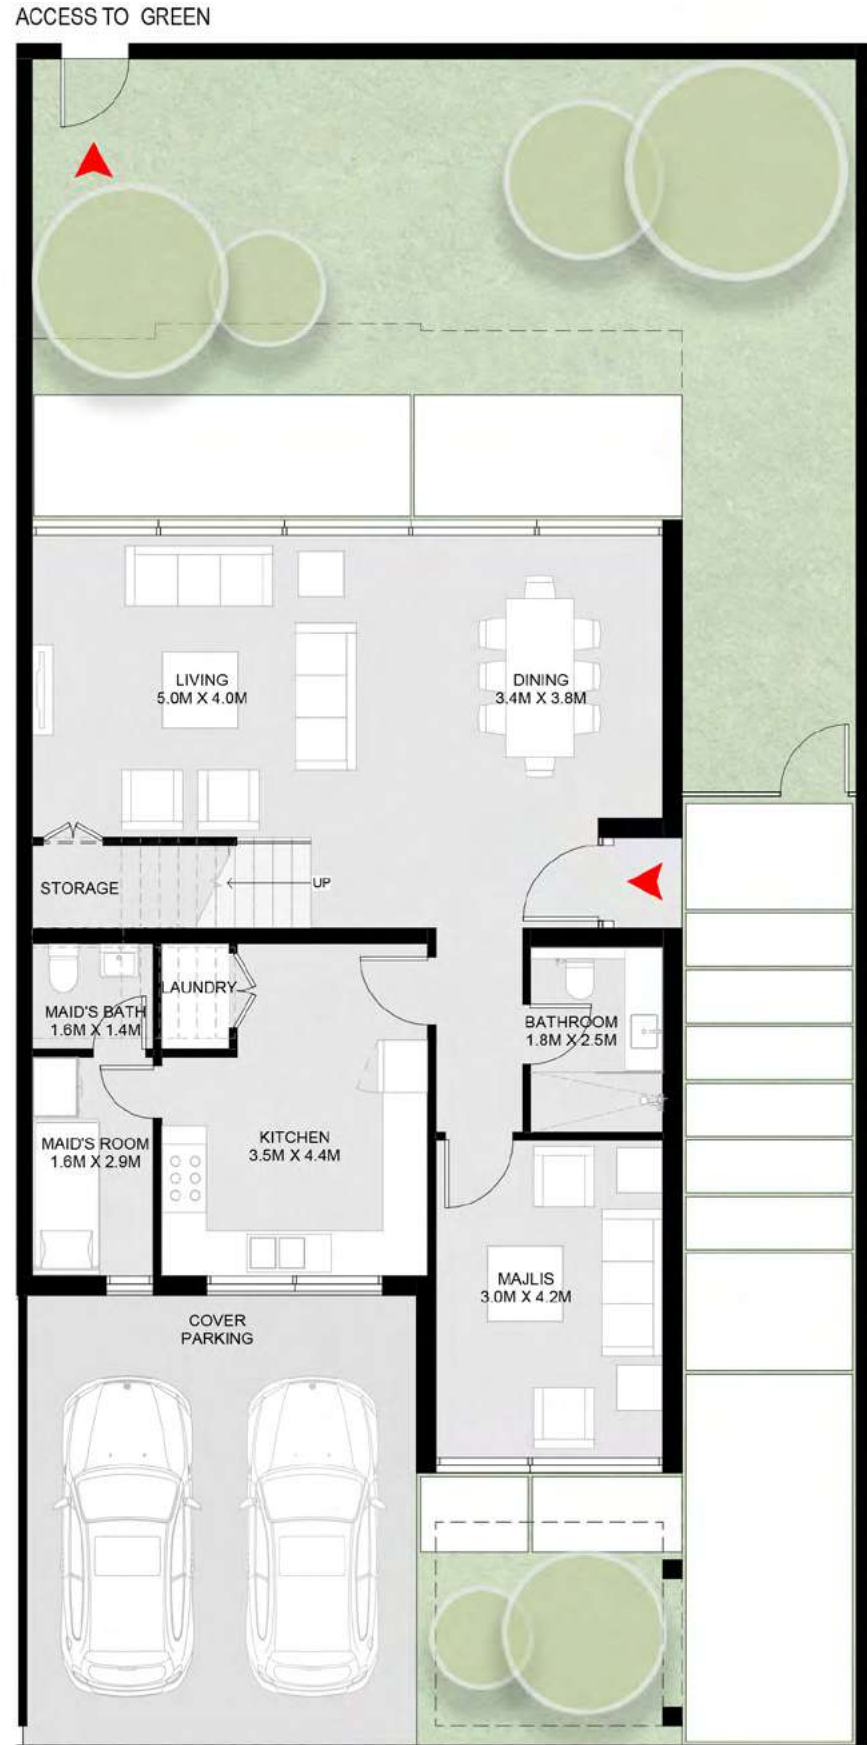 ACCESS TO GREEN
LIVING
5.0M X 4.0M
DINING
3.4M X 3.8M
STORAGE
UP
LAUNDRY
MAID'S BATH
1.6M X 1.4M
BATHROOM
1.8M X 2.5M
MAID'S ROOM
1.6M X 2.9M
KITCHEN
3.5M X 4.4M
MAJLIS
3.0M X 4.2M
COVER
PARKING